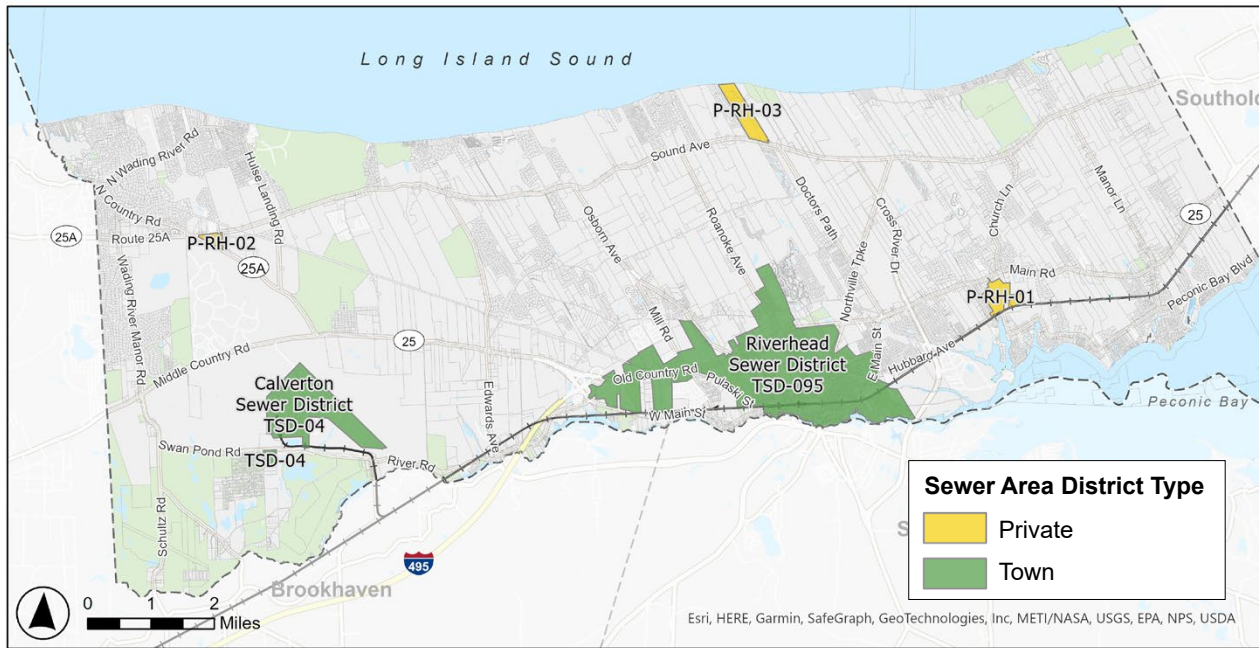 Long Island Sound
Southol
P-RH-03
N Wading River Rd
Hulse Landing Rd
Sound Ave
N Country Rd
Route 25A
25A
P-RH-02
25A
Osborn Ave
Roanoke Ave
Doctors Path
Cross River Dr
Church Ln
Manor Ln
25
Main Rd
P-RH-01
Peconic Bay Blvd
Northville Tpke
Wading River Manor Rd
Middle Country Rd
25
Mill Rd
Riverhead
Sewer District
TSD-095
E Main St
Hubbard Ave
Calverton
Sewer District
TSD-04
Old Country Rd
Pulaski St
W Main St
Edwards Ave
Peconic Bay
Swan Pond Rd
TSD-04
River Rd
Schultz Rd
495
Brookhaven
S
Sewer Area District Type
Private
Town
0 1 2
Miles
Esri, HERE, Garmin, SafeGraph, GeoTechnologies, Inc, METI/NASA, USGS, EPA, NPS, USDA